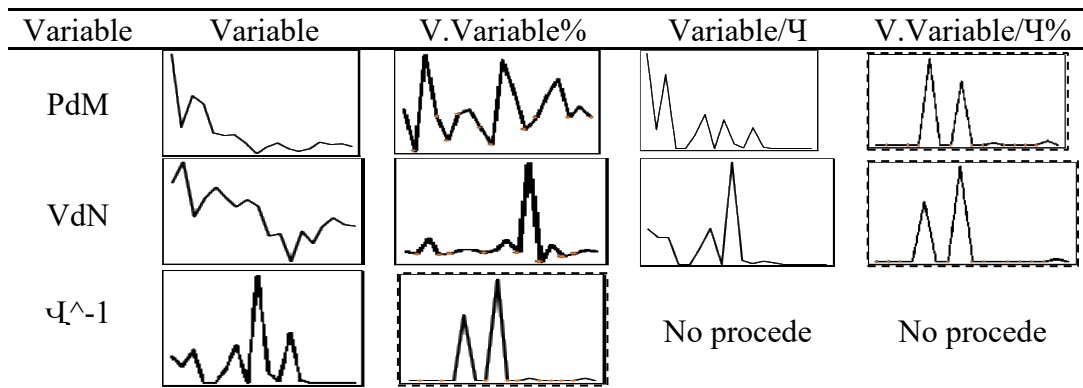 Variable Variable V.Variable% Variable/Ч V.Variable/Ч%
PdM
VdN
Ҷ^-1 No procede No procede